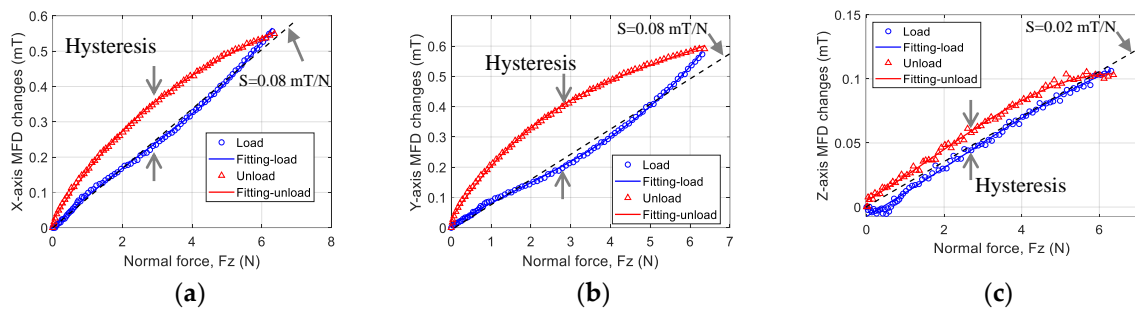 0.6
0.5
0.4
0.3
0.2
0.1
0
0
2
4
6
8
X-axis MFD changes (mT)
Normal force, Fz (N)
Hysteresis
S=0.08 mT/N
Load
Fitting-load
Unload
Fitting-unload
(a)
0.7
0.6
0.5
0.4
0.3
0.2
0.1
0
0
1
2
3
4
5
6
7
Y-axis MFD changes (mT)
Normal force, Fz (N)
Hysteresis
S=0.08 mT/N
Load
Fitting-load
Unload
Fitting-unload
(b)
0.15
0.1
0.05
0
0
2
4
6
Z-axis MFD changes (mT)
Normal force, Fz (N)
Hysteresis
S=0.02 mT/N
Load
Fitting-load
Unload
Fitting-unload
(c)